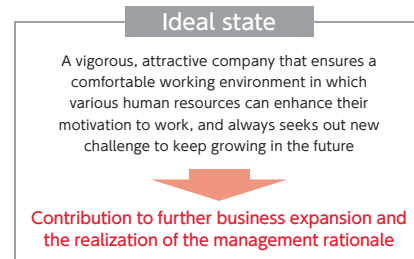 Ideal state
A vigorous, attractive company that ensures a
comfortable working environment in which
various human resources can enhance their
motivation to work, and always seeks out new
challenge to keep growing in the future
Contribution to further business expansion and
the realization of the management rationale